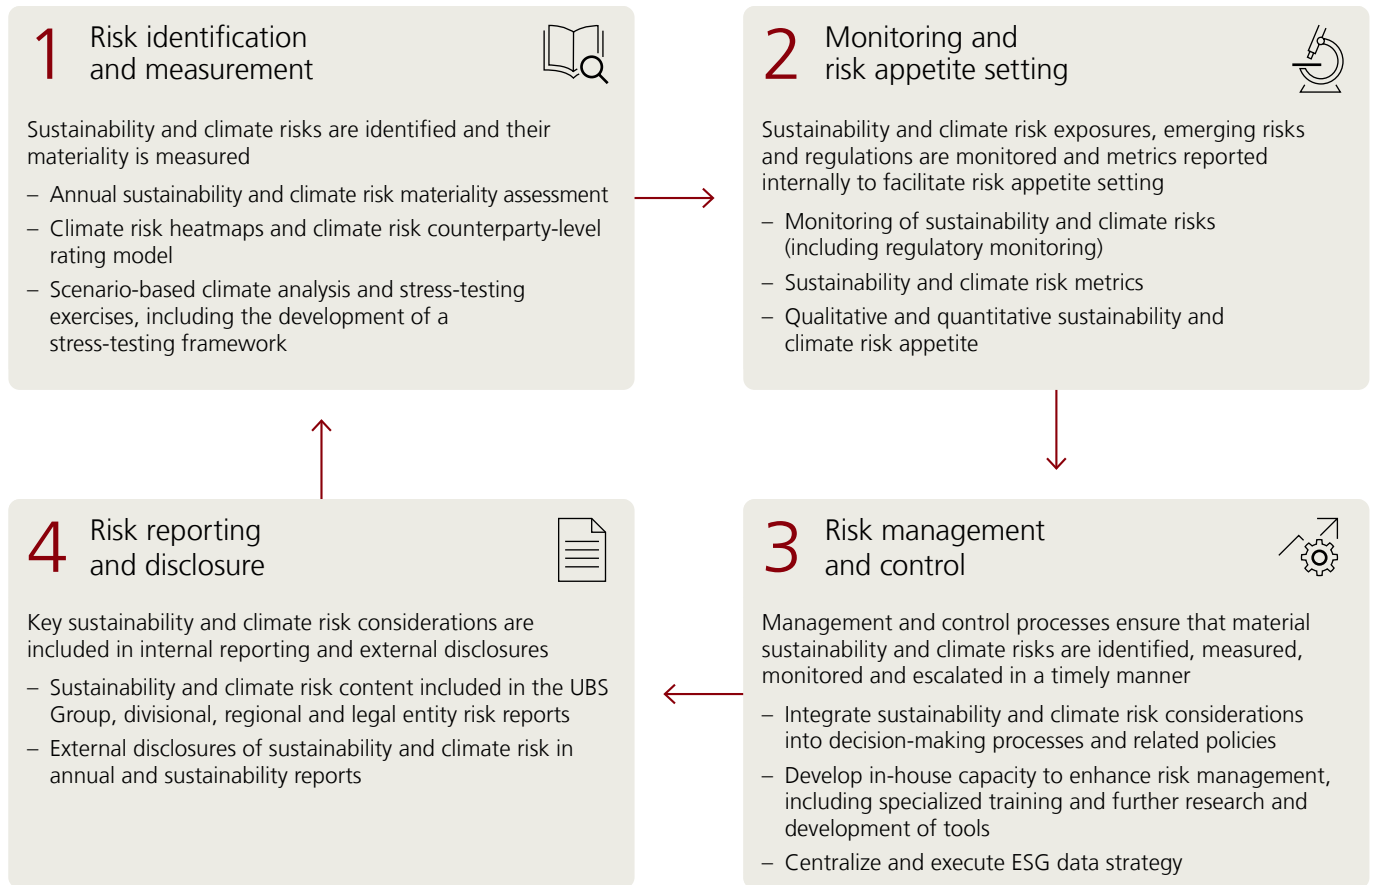 1
Risk identification
and measurement
Sustainability and climate risks are identified and their
materiality is measured
– Annual sustainability and climate risk materiality assessment
– Climate risk heatmaps and climate risk counterparty-level
rating model
– Scenario-based climate analysis and stress-testing
exercises, including the development of a
stress-testing framework
2
Monitoring and
risk appetite setting
Sustainability and climate risk exposures, emerging risks
and regulations are monitored and metrics reported
internally to facilitate risk appetite setting
– Monitoring of sustainability and climate risks
(including regulatory monitoring)
– Sustainability and climate risk metrics
– Qualitative and quantitative sustainability and
climate risk appetite
3
Risk management
and control
Management and control processes ensure that material
sustainability and climate risks are identified, measured,
monitored and escalated in a timely manner
– Integrate sustainability and climate risk considerations
into decision-making processes and related policies
– Develop in-house capacity to enhance risk management,
including specialized training and further research and
development of tools
– Centralize and execute ESG data strategy
4
Risk reporting
and disclosure
Key sustainability and climate risk considerations are
included in internal reporting and external disclosures
– Sustainability and climate risk content included in the UBS
Group, divisional, regional and legal entity risk reports
– External disclosures of sustainability and climate risk in
annual and sustainability reports